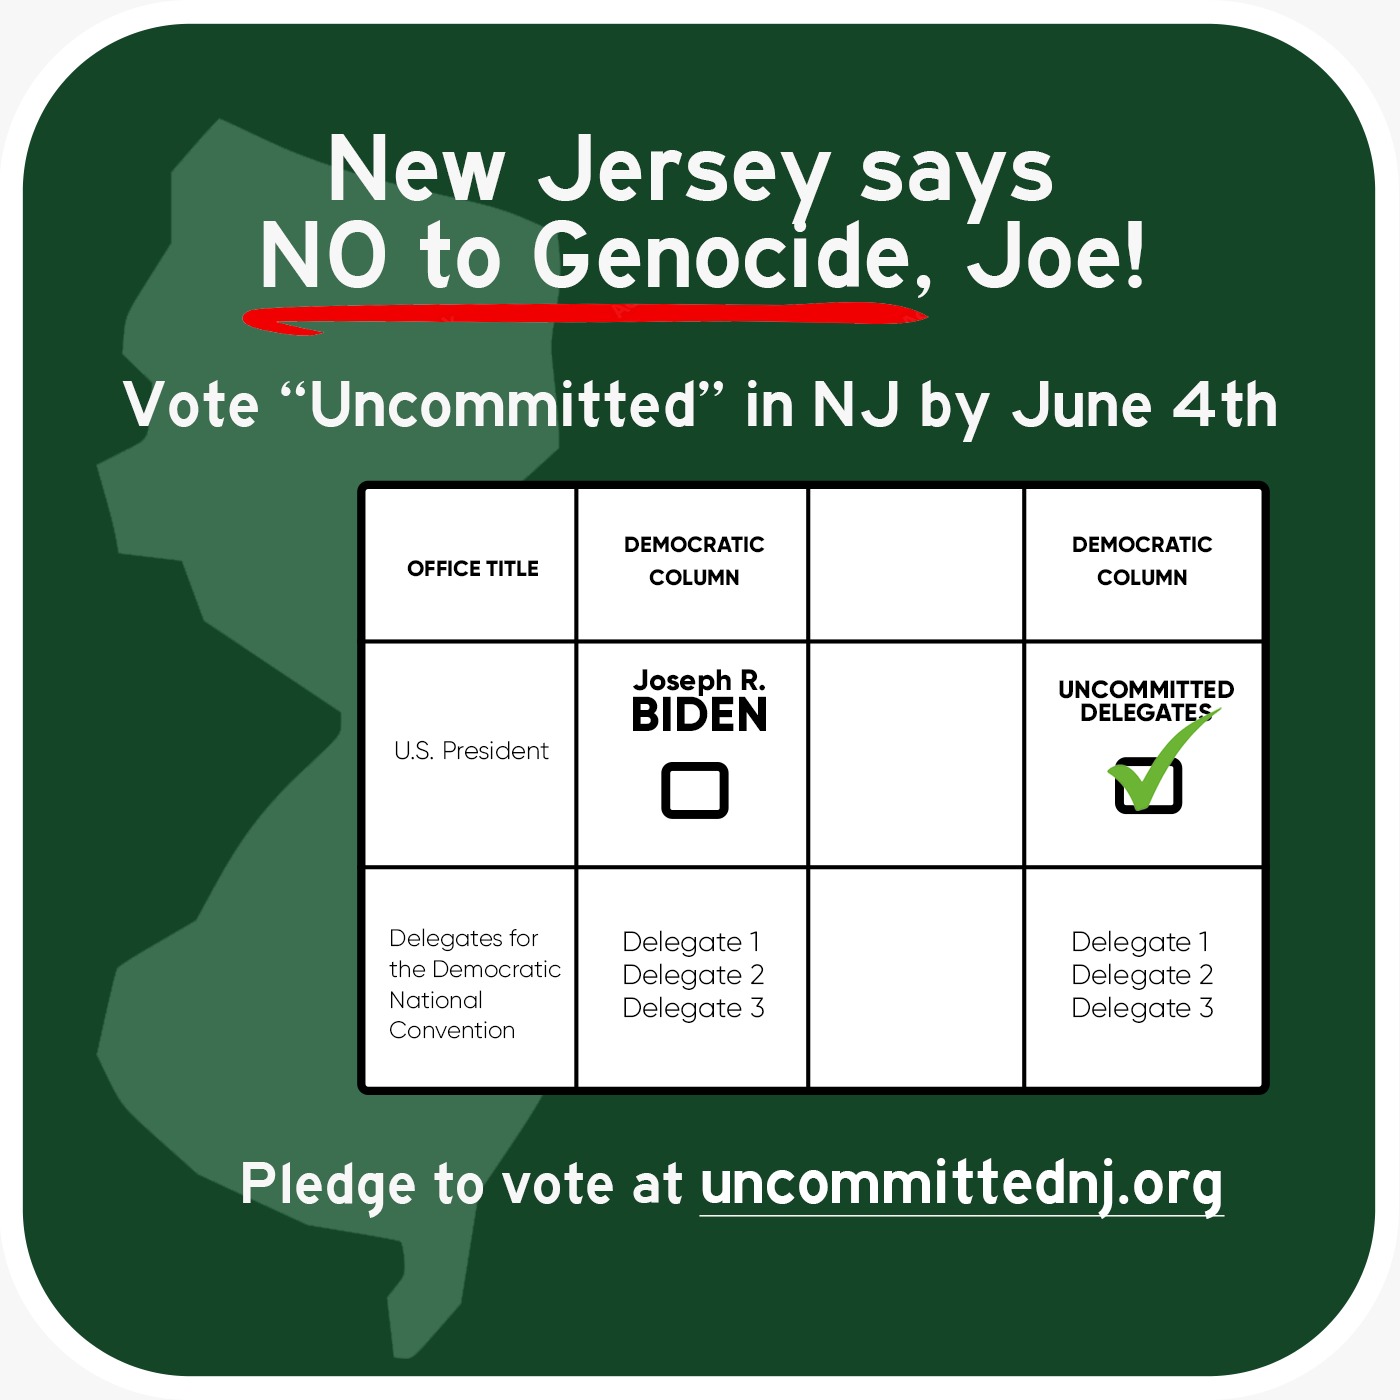 New Jersey says
NO to Genocide, Joe!
Vote “Uncommitted” in NJ by June 4th
OFFICE TITLE
DEMOCRATIC
COLUMN
DEMOCRATIC
COLUMN
U.S. President
Joseph R.
BIDEN
UNCOMMITTED
DELEGATES
Delegates for
the Democratic
National
Convention
Delegate 1
Delegate 2
Delegate 3
Delegate 1
Delegate 2
Delegate 3
Pledge to vote at uncommittednj.org